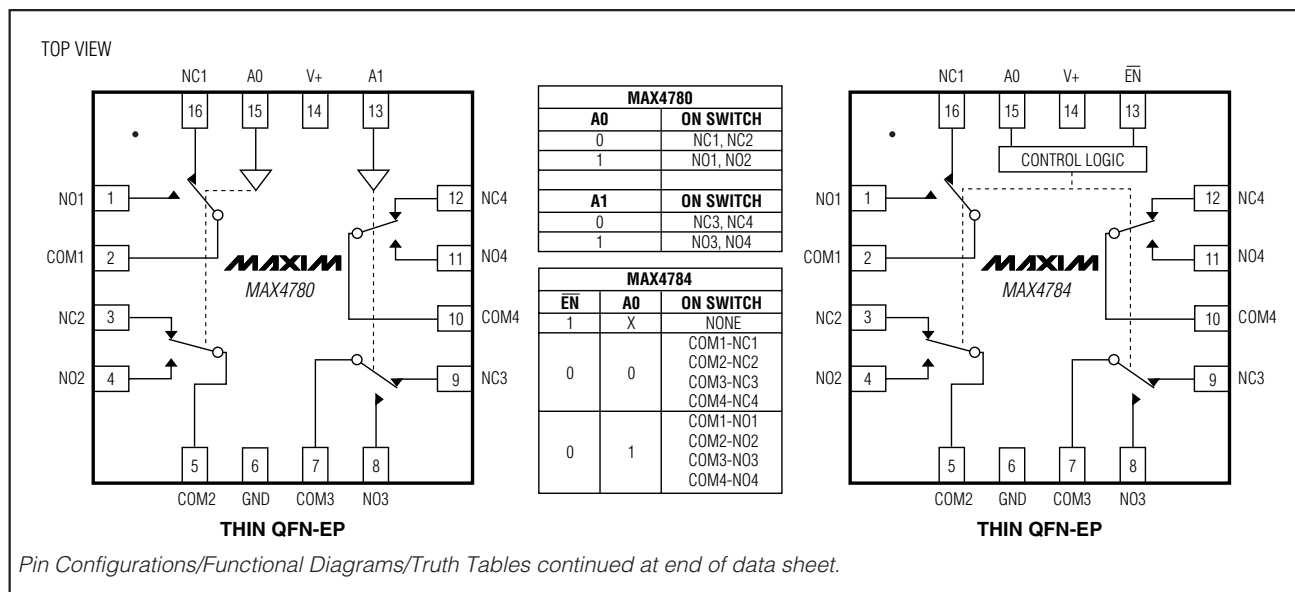 TOP VIEW
NC1 A0 V+ A1
16 15 14 13
NO1 1
COM1 2
NC2 3
NO2 4
12 NC4
11 NO4
10 COM4
9 NC3
MAXIM
MAX4780
5 6 7 8
COM2 GND COM3 NO3
THIN QFN-EP
MAX4780
A0 ON SWITCH
0 NC1, NC2
1 NO1, NO2
A1 ON SWITCH
0 NC3, NC4
1 NO3, NO4
MAX4784
E̅N̅ A0 ON SWITCH
1 X NONE
0 0
COM1-NC1
COM2-NC2
COM3-NC3
COM4-NC4
0 1
COM1-NO1
COM2-NO2
COM3-NO3
COM4-NO4
NC1 A0 V+ E̅N̅
16 15 14 13
CONTROL LOGIC
NO1 1
COM1 2
NC2 3
NO2 4
12 NC4
11 NO4
10 COM4
9 NC3
MAXIM
MAX4784
5 6 7 8
COM2 GND COM3 NO3
THIN QFN-EP
Pin Configurations/Functional Diagrams/Truth Tables continued at end of data sheet.